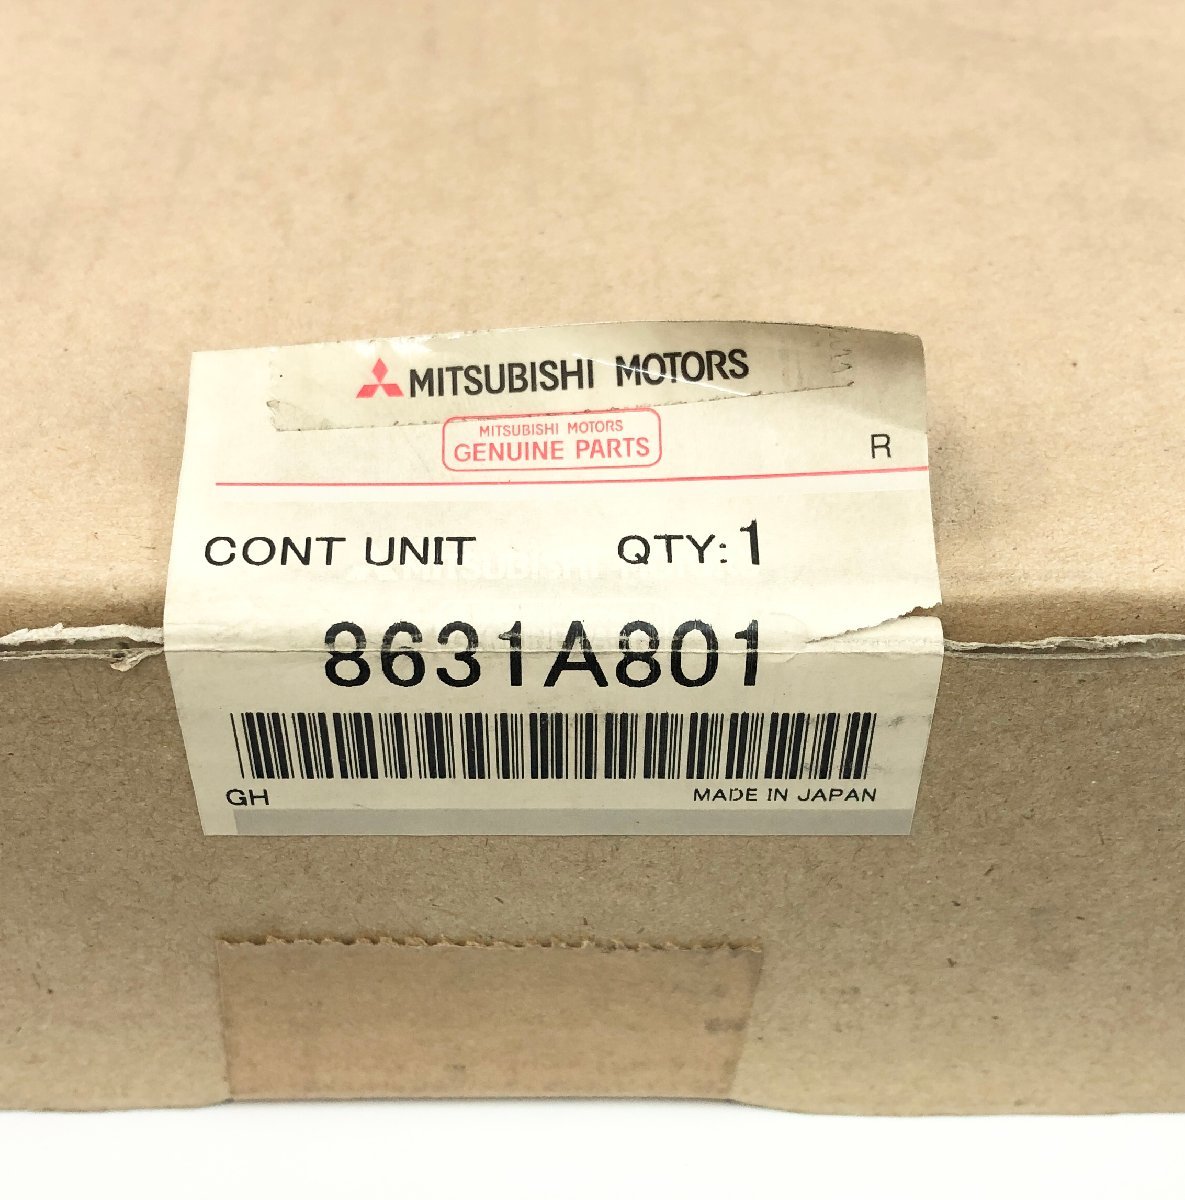 MITSUBISHI MOTORS
MITSUBISHI MOTORS
GENUINE PARTS
R
CONT UNIT QTY: 1
8631A801
GH MADE IN JAPAN